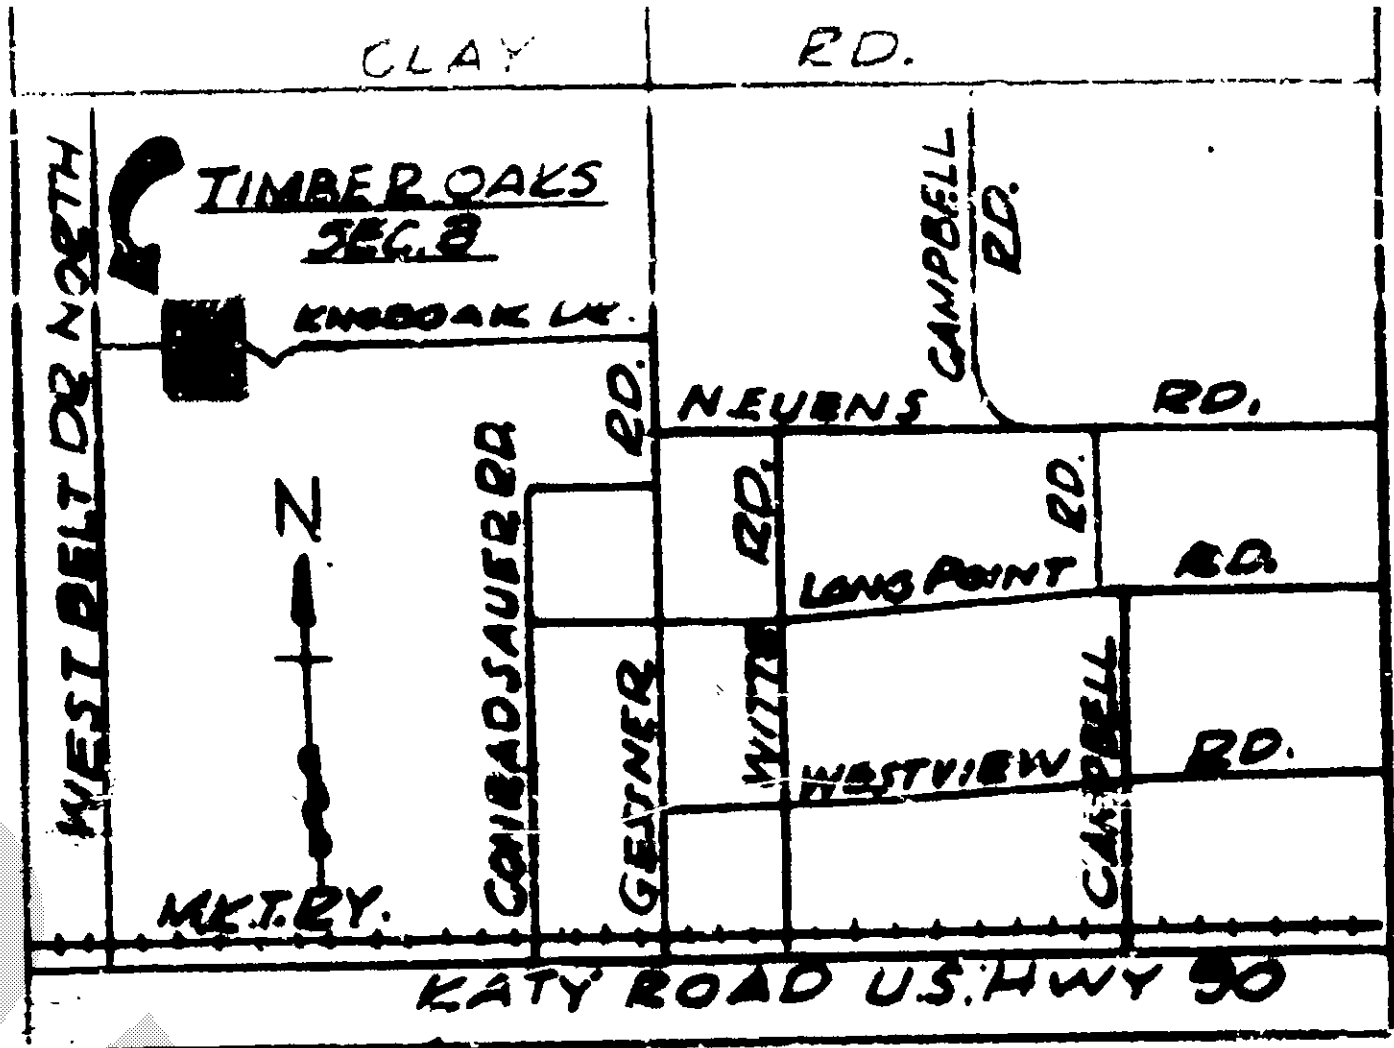 CLAY RD.
TIMBER OAKS
SEC. 8
KNOBOAK
WEST BELT DR NORTH
CAMPBELL RD.
NEUENS RD.
N
CONRADSAUER RD.
GESSNER RD.
WITTE RD.
RD.
LONG POINT RD.
WESTVIEW RD.
CAMPBELL
M.K.T.RY.
KATY ROAD U.S. HWY 90